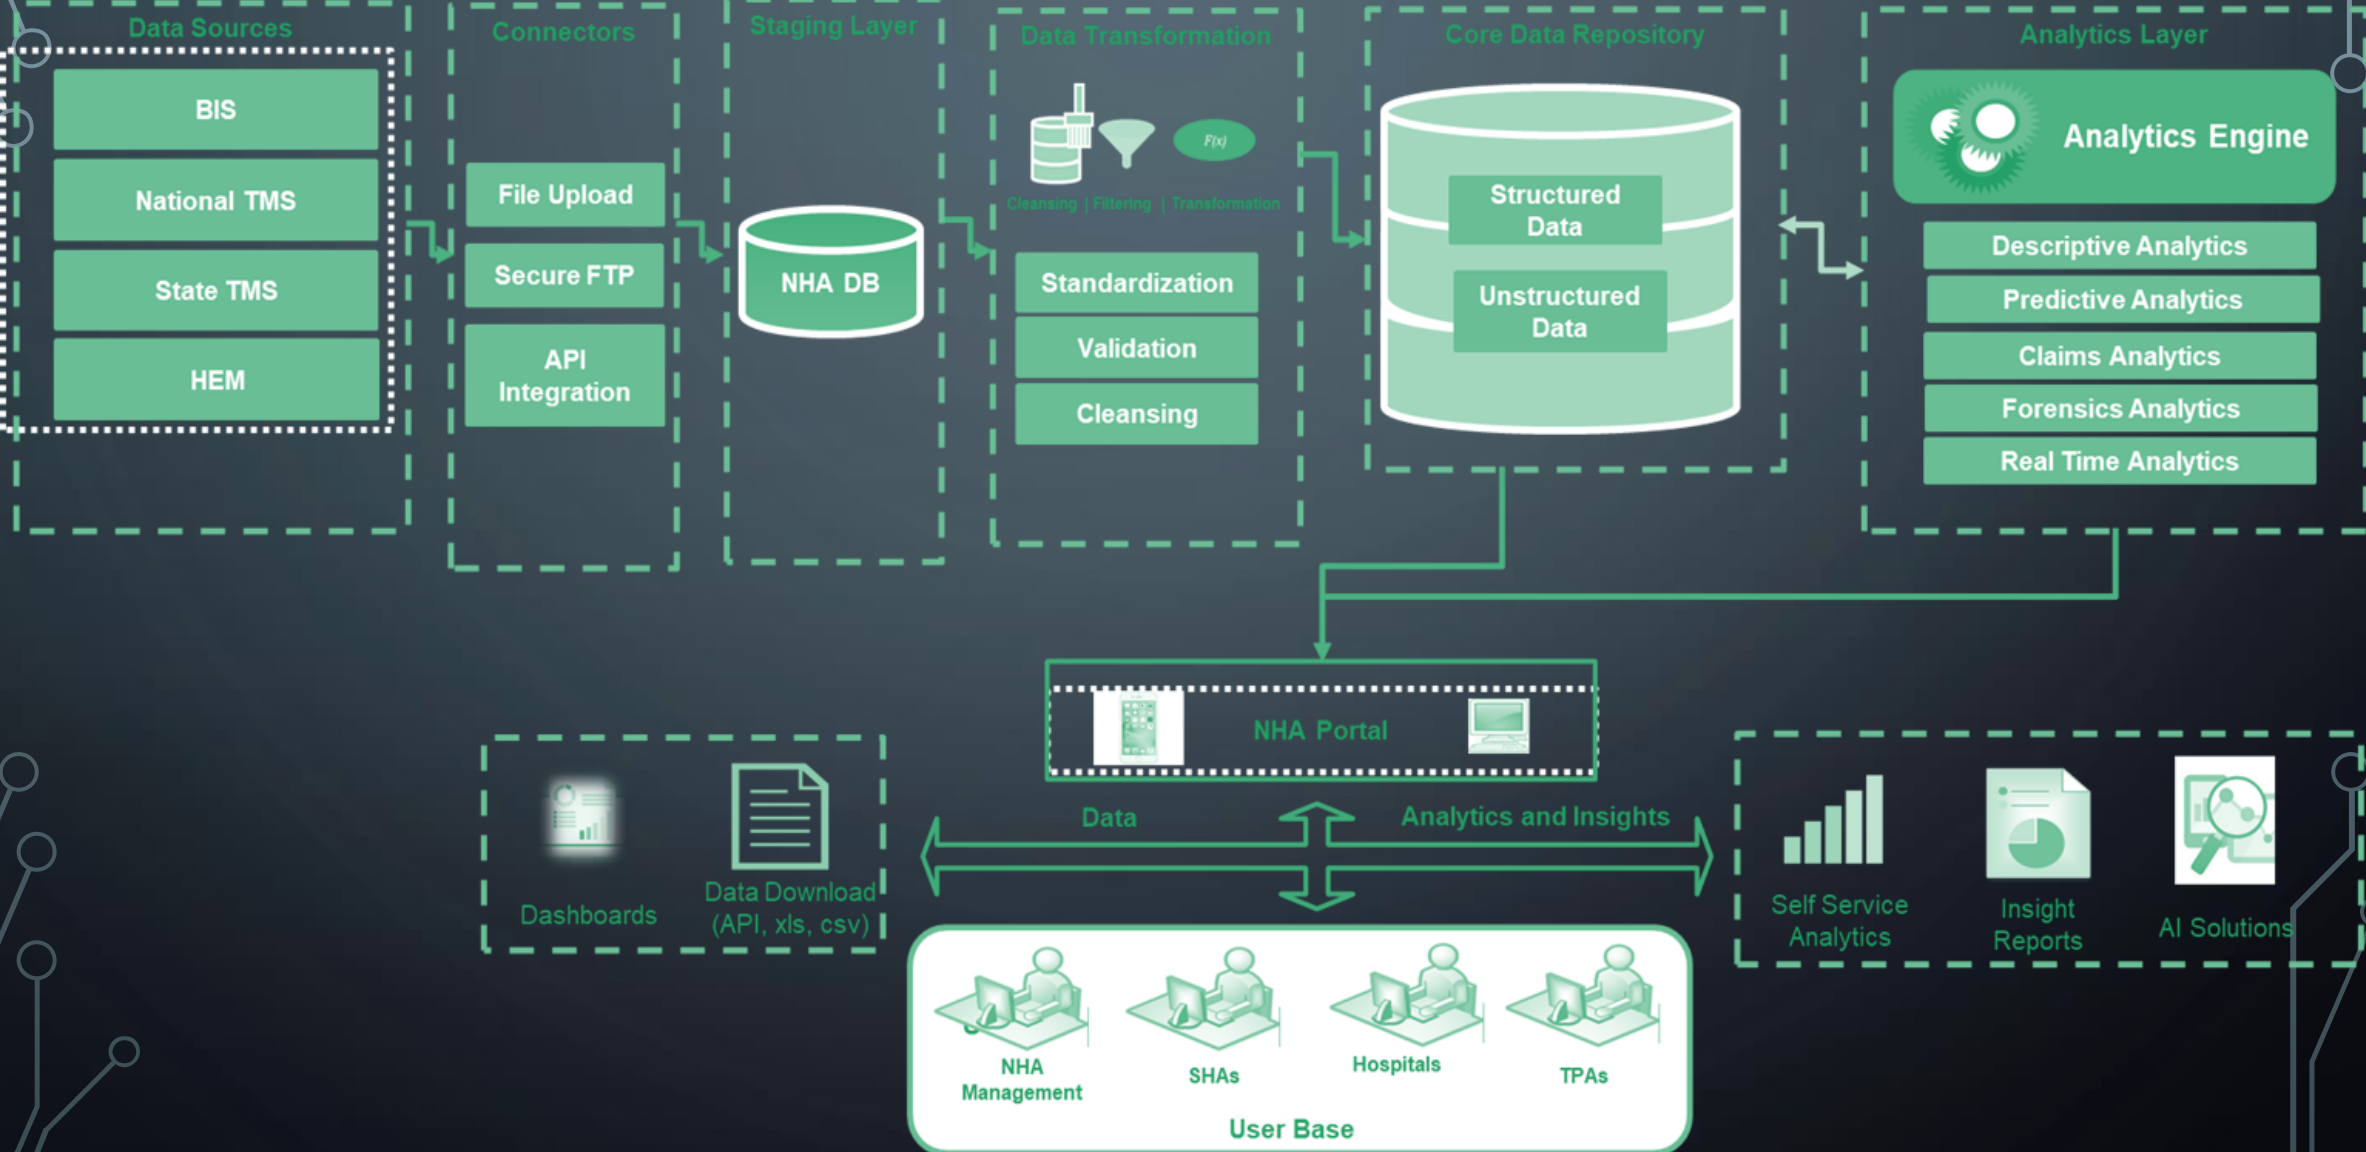 Data Sources
BIS
National TMS
State TMS
HEM
Connectors
File Upload
Secure FTP
API
Integration
Staging Layer
NHA DB
Data Transformation
F(x)
Cleansing | Filtering | Transformation
Standardization
Validation
Cleansing
Core Data Repository
Structured
Data
Unstructured
Data
Analytics Layer
Analytics Engine
Descriptive Analytics
Predictive Analytics
Claims Analytics
Forensics Analytics
Real Time Analytics
NHA Portal
Data
Analytics and Insights
Dashboards
Data Download
(API, xls, csv)
Self Service
Analytics
Insight
Reports
AI Solutions
NHA
Management
SHAs
Hospitals
TPAs
User Base